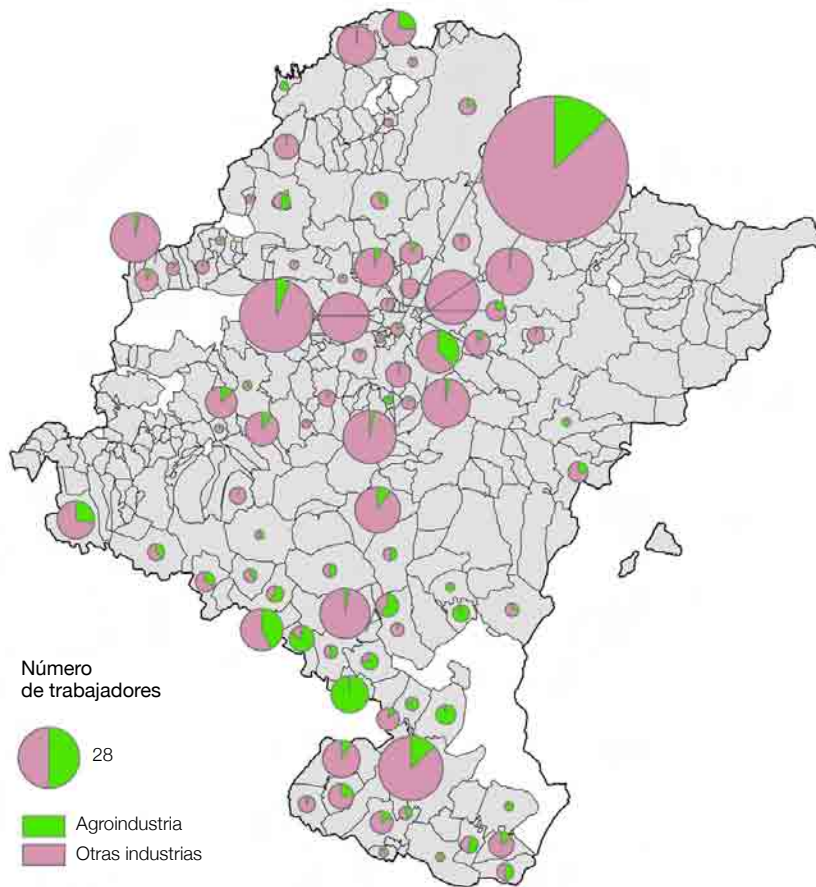 Número
de trabajadores
28
Agroindustria
Otras industrias